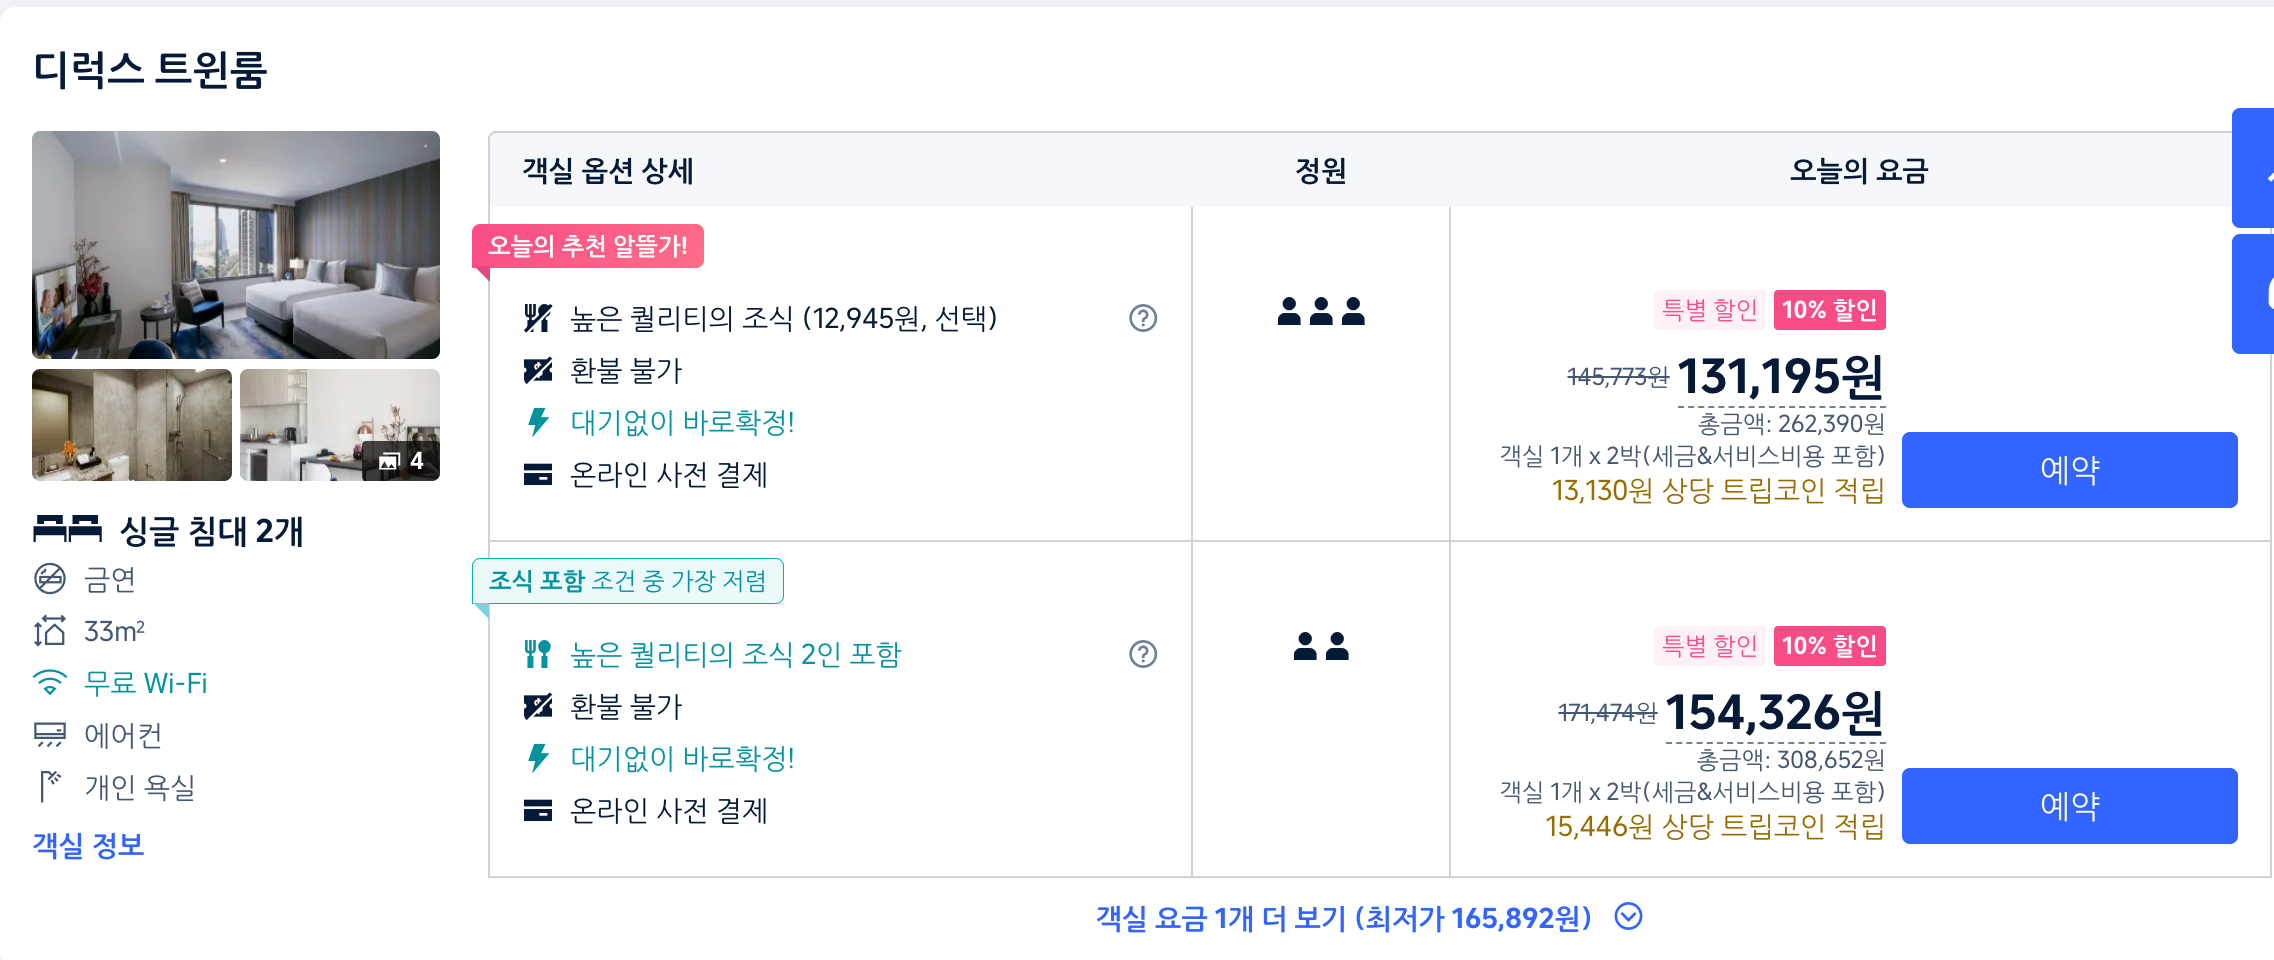 디럭스 트윈룸
4
싱글 침대 2개
금연
33m²
무료 Wi-Fi
에어컨
개인 욕실
객실 정보
객실 옵션 상세
정원
오늘의 요금
오늘의 추천 알뜰가!
높은 퀄리티의 조식 (12,945원, 선택)
환불 불가
대기없이 바로확정!
온라인 사전 결제
특별 할인 10% 할인
145,773원 131,195원
총금액: 262,390원
객실 1개 x 2박(세금&서비스비용 포함)
13,130원 상당 트립코인 적립
예약
조식 포함 조건 중 가장 저렴
높은 퀄리티의 조식 2인 포함
환불 불가
대기없이 바로확정!
온라인 사전 결제
특별 할인 10% 할인
171,474원 154,326원
총금액: 308,652원
객실 1개 x 2박(세금&서비스비용 포함)
15,446원 상당 트립코인 적립
예약
객실 요금 1개 더 보기 (최저가 165,892원)